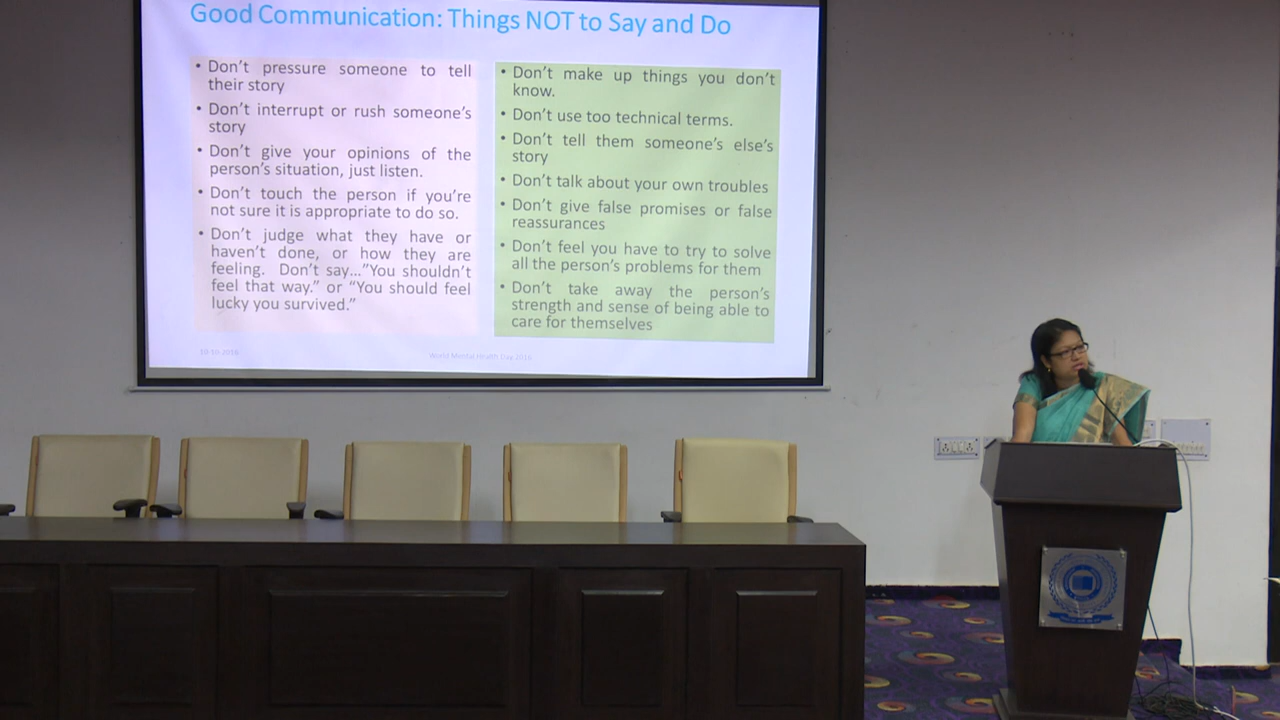 Good Communication: Things NOT to Say and Do
• Don't pressure someone to tell
their story
• Don't interrupt or rush someone's
story
• Don't give your opinions of the
person's situation, just listen.
• Don't touch the person if you're
not sure it is appropriate to do so.
• Don't judge what they have or
haven't done, or how they are
feeling. Don't say…"You shouldn't
feel that way." or "You should feel
lucky you survived."
• Don't make up things you don't
know.
• Don't use too technical terms.
• Don't tell them someone's else's
story
• Don't talk about your own troubles
• Don't give false promises or false
reassurances
• Don't feel you have to try to solve
all the person's problems for them
• Don't take away the person's
strength and sense of being able to
care for themselves
10-10-2016
World Mental Health Day 2016